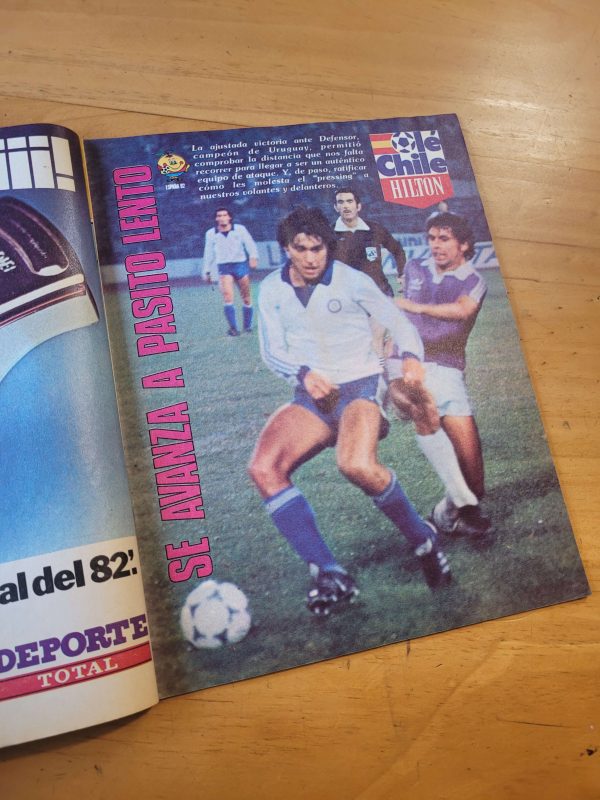 al del 82'.
DEPORTE
TOTAL
La ajustada victoria ante Defensor,
campeón de Uruguay, permitió
comprobar la distancia que nos falta
recorrer para llegar a ser un auténtico
equipo de ataque. Y, de paso, ratificar
cómo les molesta el "pressing" a
nuestros volantes y delanteros.
ESPAÑA 82
Olé
Chile
HILTON
SE AVANZA A PASITO LENTO